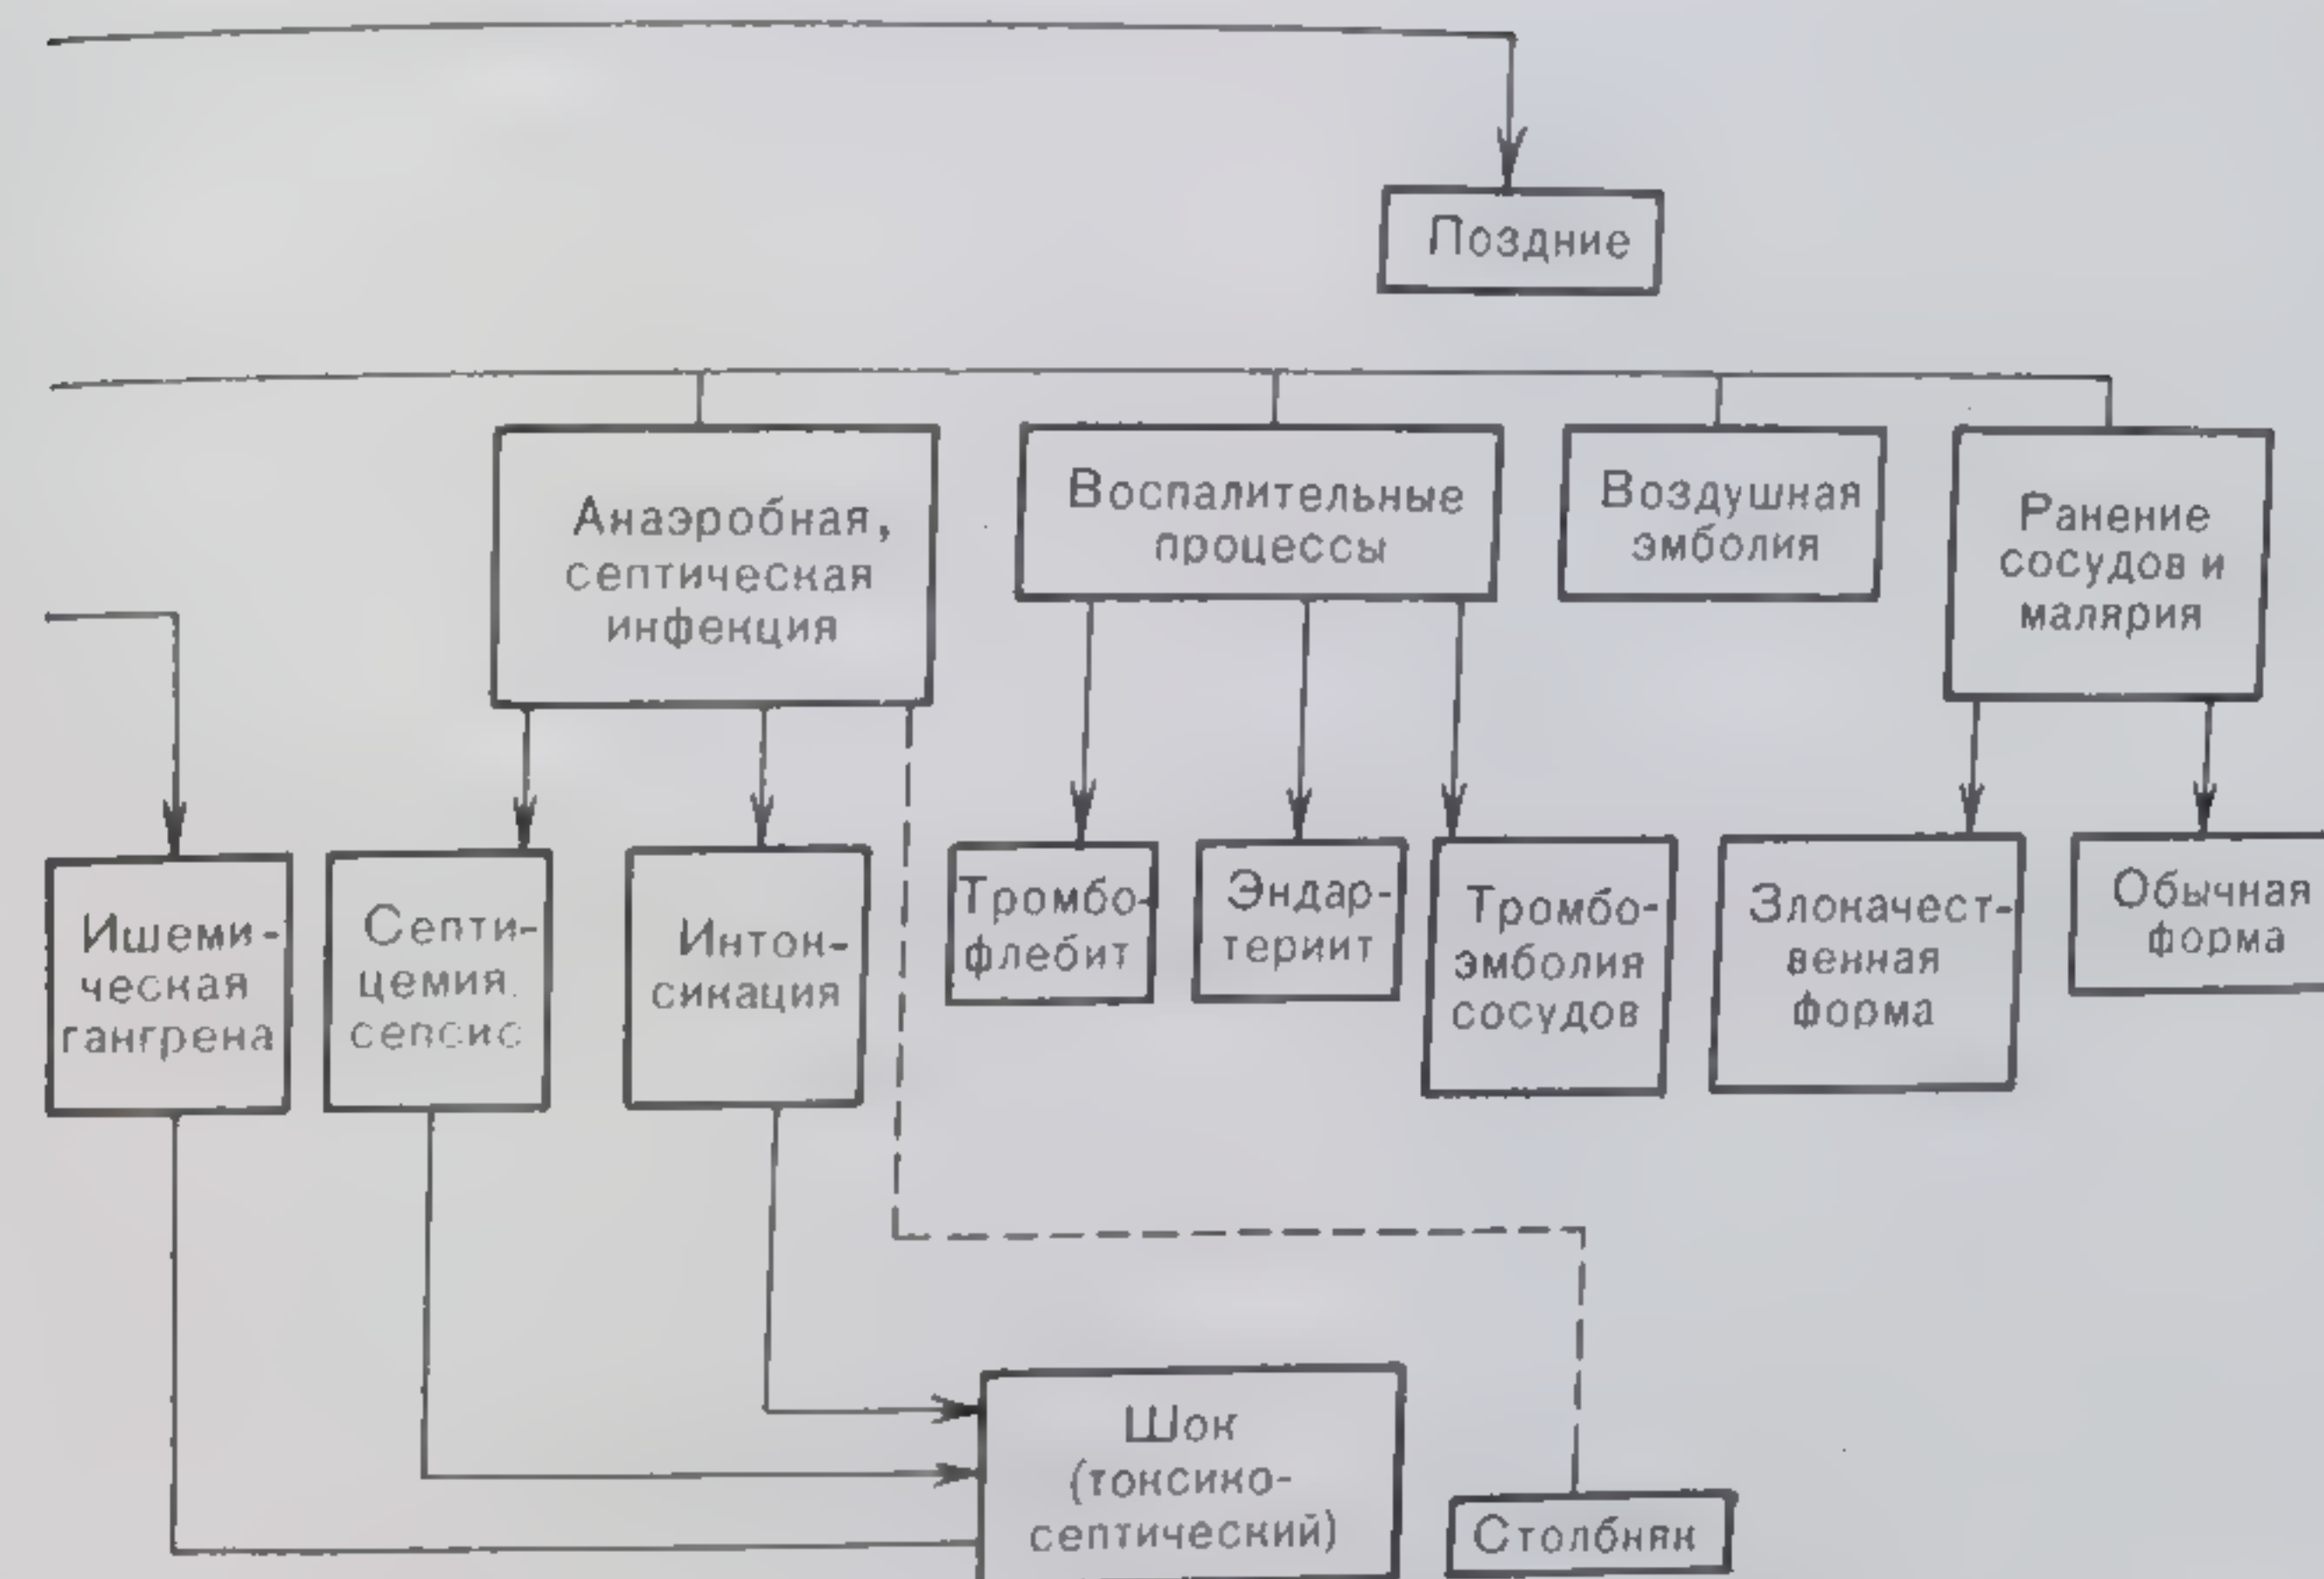 Поздние
Анаэробная,
септическая
инфекция
Воспалительные
процессы
Воздушная
эмболия
Ранение
сосудов и
малярия
Ишеми-
ческая
гангрена
Септи-
цемия.
сепсис
Инток-
сикация
Тромбо-
флебит
Эндар-
териит
Тромбо-
эмболия
сосудов
Злокачест-
венная
форма
Обычная
форма
Шок
(токсико-
септический)
Столбняк